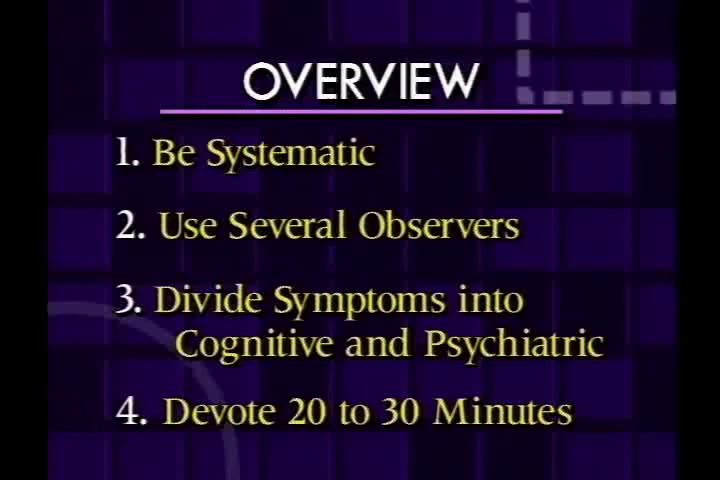 OVERVIEW
1. Be Systematic
2. Use Several Observers
3. Divide Symptoms into
Cognitive and Psychiatric
4. Devote 20 to 30 Minutes